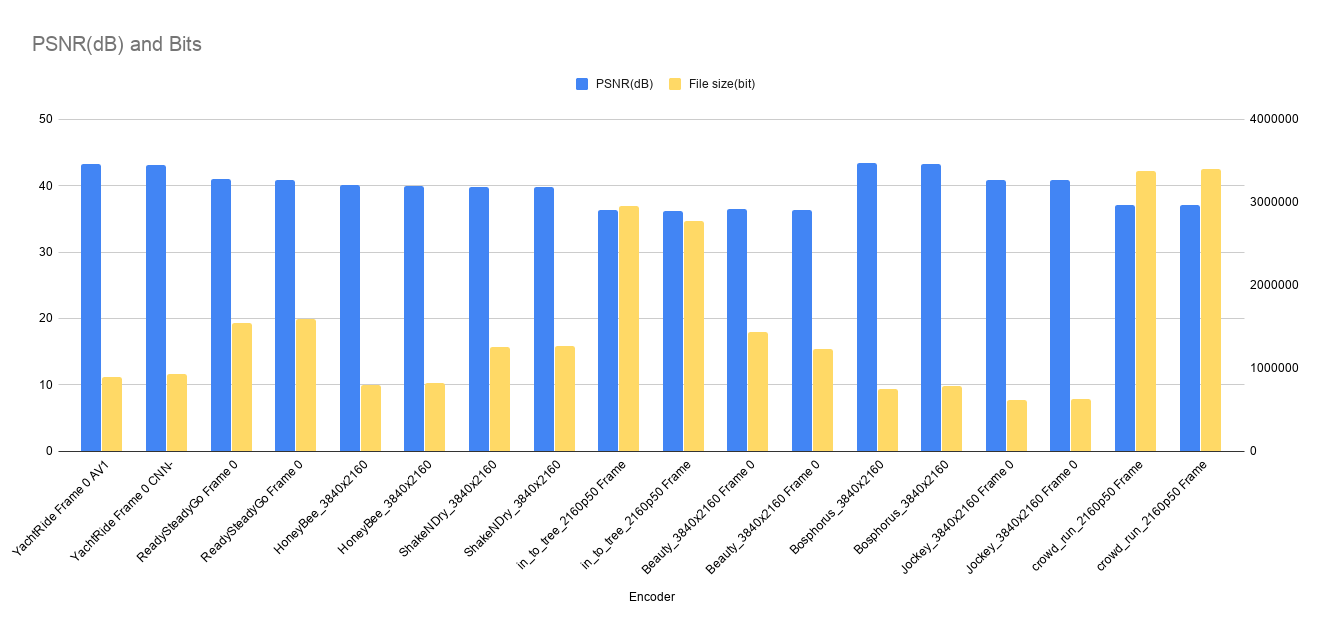 PSNR(dB) and Bits
PSNR(dB)
File size(bit)
50
40
30
20
10
0
4000000
3000000
2000000
1000000
0
YachtRide Frame 0 AV1
YachtRide Frame 0 CNN-
ReadySteadyGo Frame 0
ReadySteadyGo Frame 0
HoneyBee_3840x2160
HoneyBee_3840x2160
ShakeNDry_3840x2160
ShakeNDry_3840x2160
in_to_tree_2160p50 Frame
in_to_tree_2160p50 Frame
Beauty_3840x2160 Frame 0
Beauty_3840x2160 Frame 0
Bosphorus_3840x2160
Bosphorus_3840x2160
Jockey_3840x2160 Frame 0
Jockey_3840x2160 Frame 0
crowd_run_2160p50 Frame
crowd_run_2160p50 Frame
Encoder